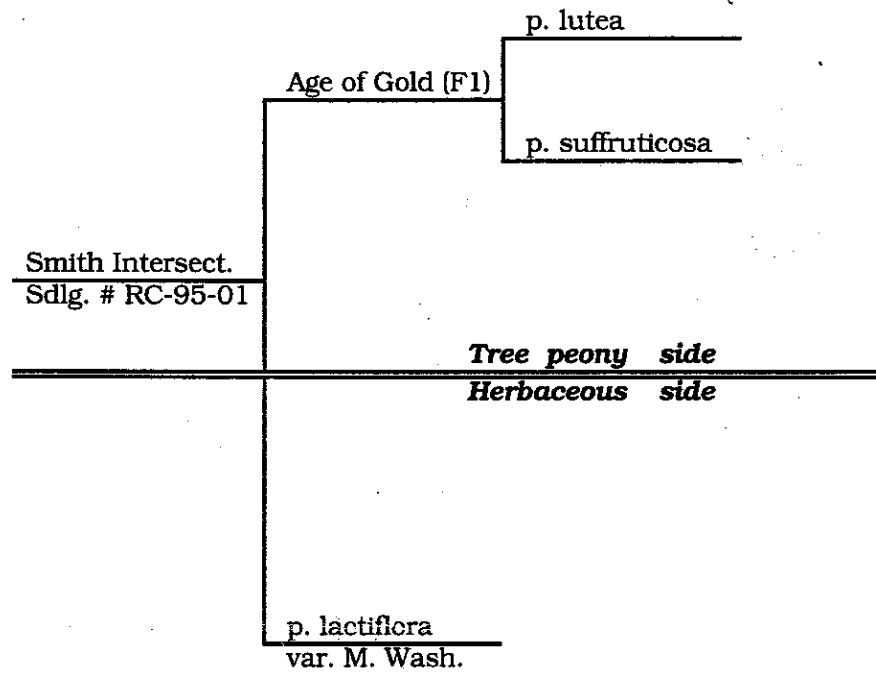 p. lutea
Age of Gold (F1)
p. suffruticosa
Smith Intersect.
Sdlg. # RC-95-01
Tree peony side
Herbaceous side
p. lactiflora
var. M. Wash.